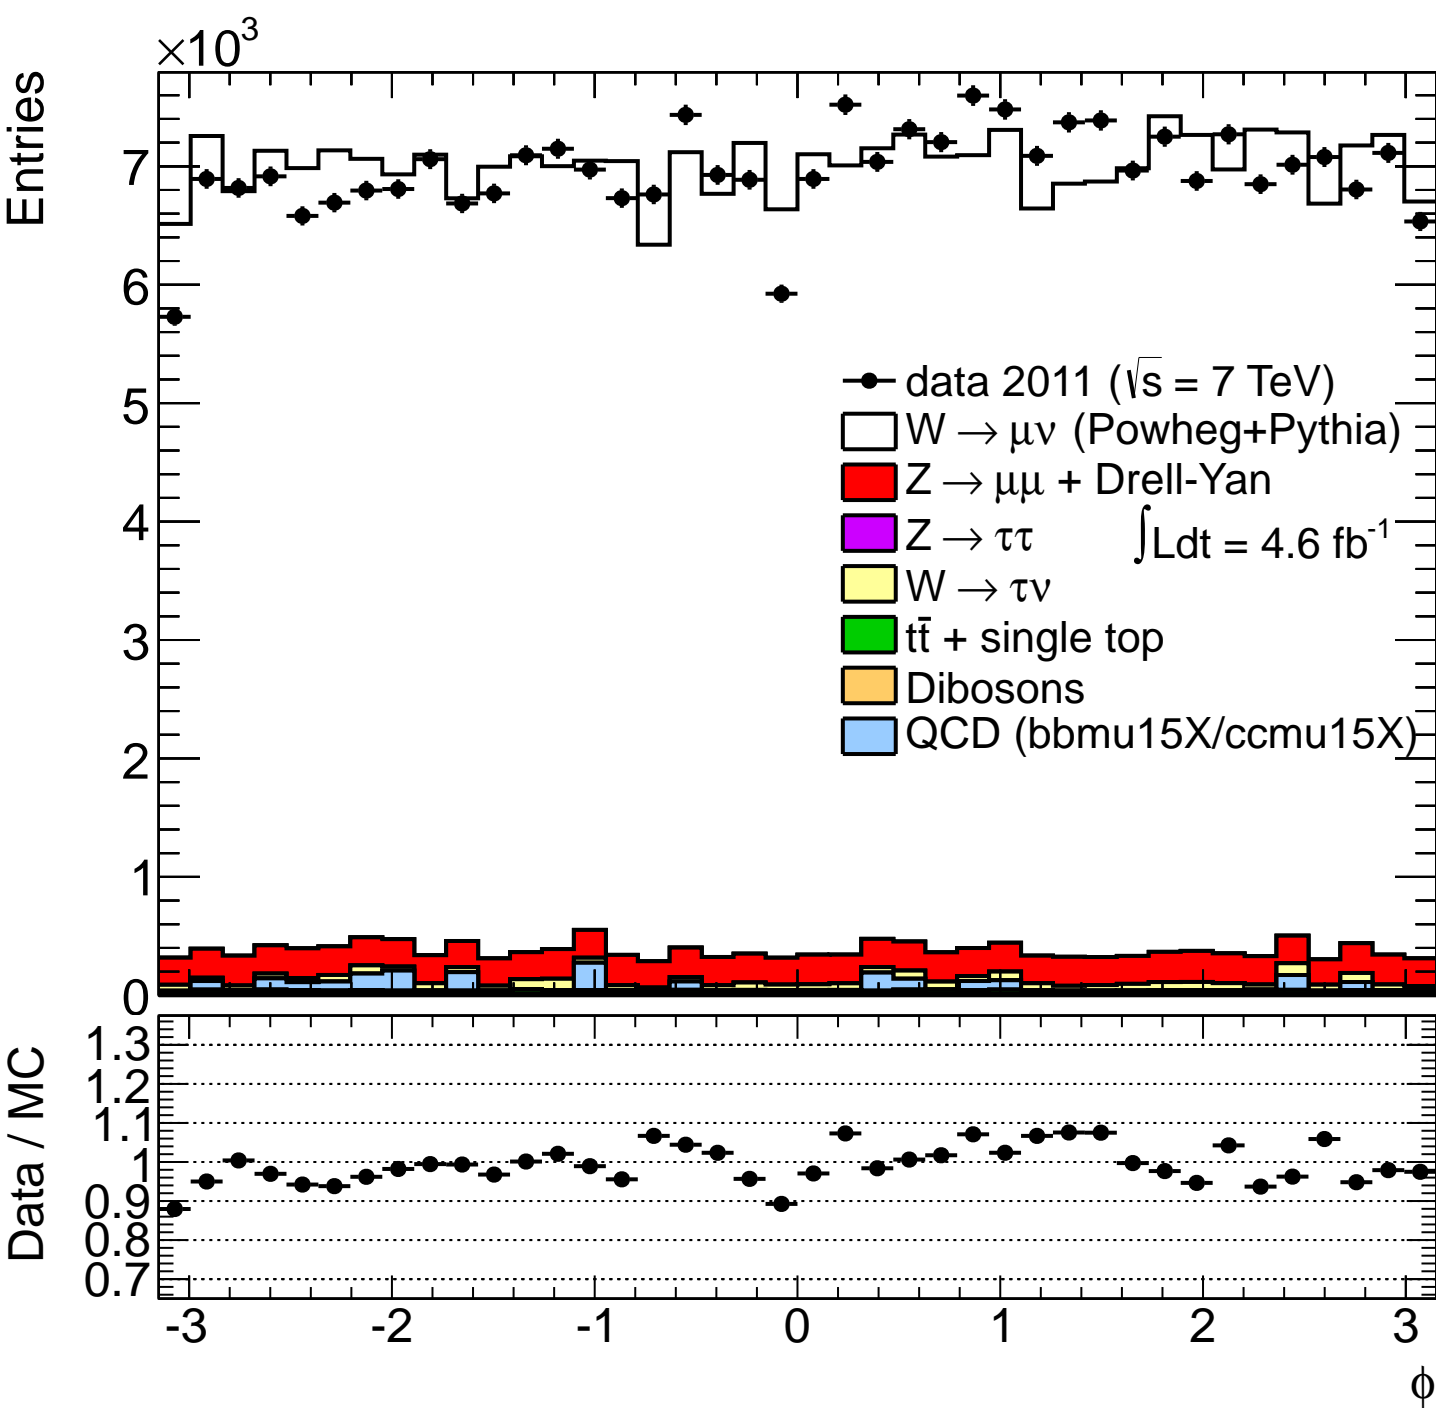 ×10³
Entries
7
6
5
4
3
2
1
0
data 2011 (√s = 7 TeV)
W → μν (Powheg+Pythia)
Z → μμ + Drell-Yan
Z → ττ
∫Ldt = 4.6 fb⁻¹
W → τν
tt̄ + single top
Dibosons
QCD (bbmu15X/ccmu15X)
Data / MC
1.3
1.2
1.1
1
0.9
0.8
0.7
-3 -2 -1 0 1 2 3
ϕ